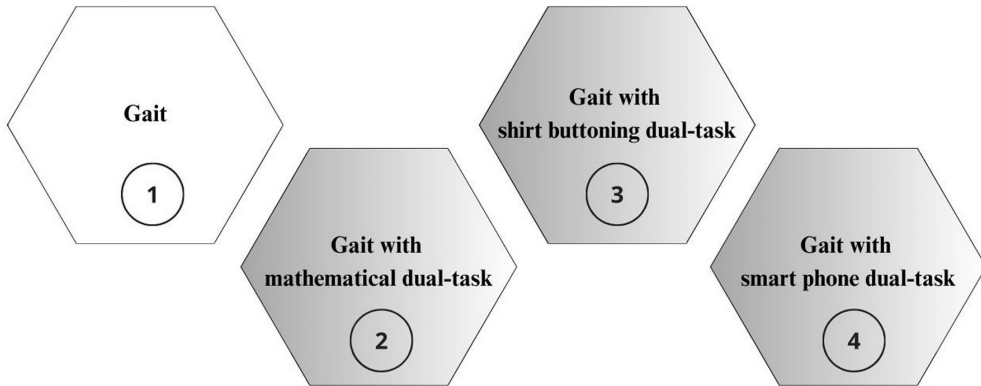 Gait
1
Gait with
mathematical dual-task
2
Gait with
shirt buttoning dual-task
3
Gait with
smart phone dual-task
4